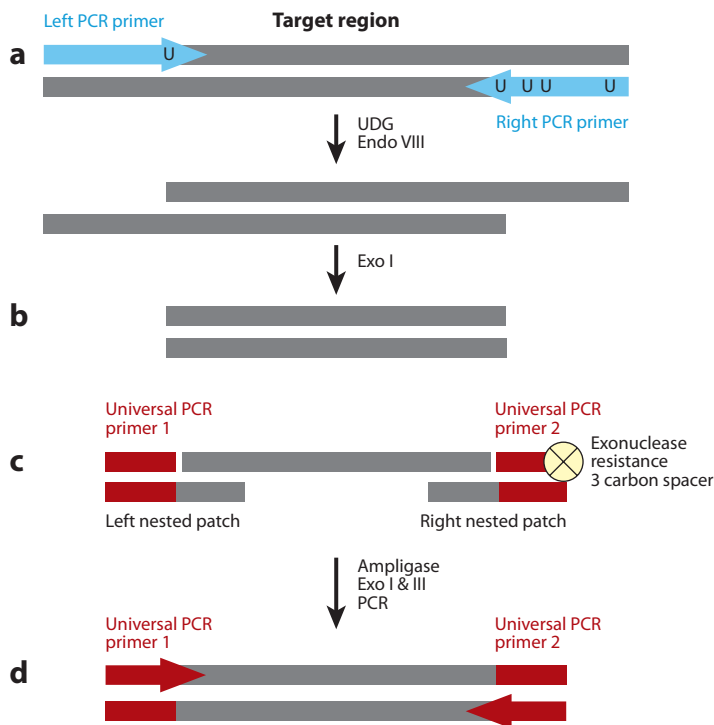 Left PCR primer
Target region
a
U
U U U U
Right PCR primer
UDG
Endo VIII
Exo I
b
Universal PCR
primer 1
Universal PCR
primer 2
c
Exonuclease
resistance
3 carbon spacer
Left nested patch
Right nested patch
Ampligase
Exo I & III
PCR
Universal PCR
primer 1
Universal PCR
primer 2
d